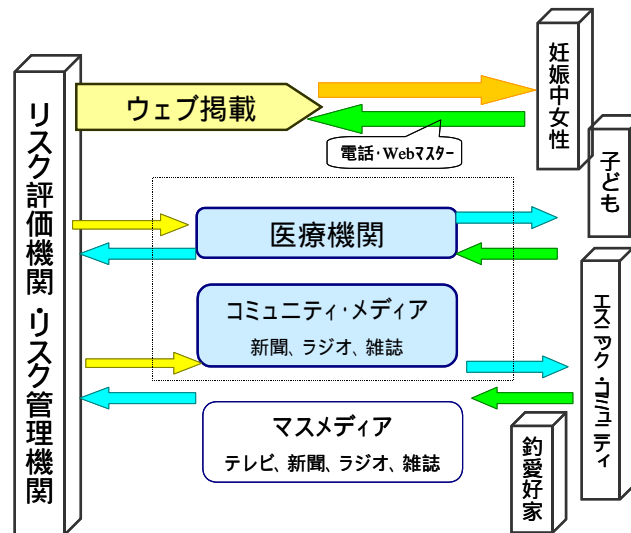 リスク評価機関・リスク管理機関
ウェブ掲載
電話・Webマスター
妊娠中女性
子ども
医療機関
コミュニティ・メディア
新聞、ラジオ、雑誌
エスニック・コミュニティ
マスメディア
テレビ、新聞、ラジオ、雑誌
釣愛好家